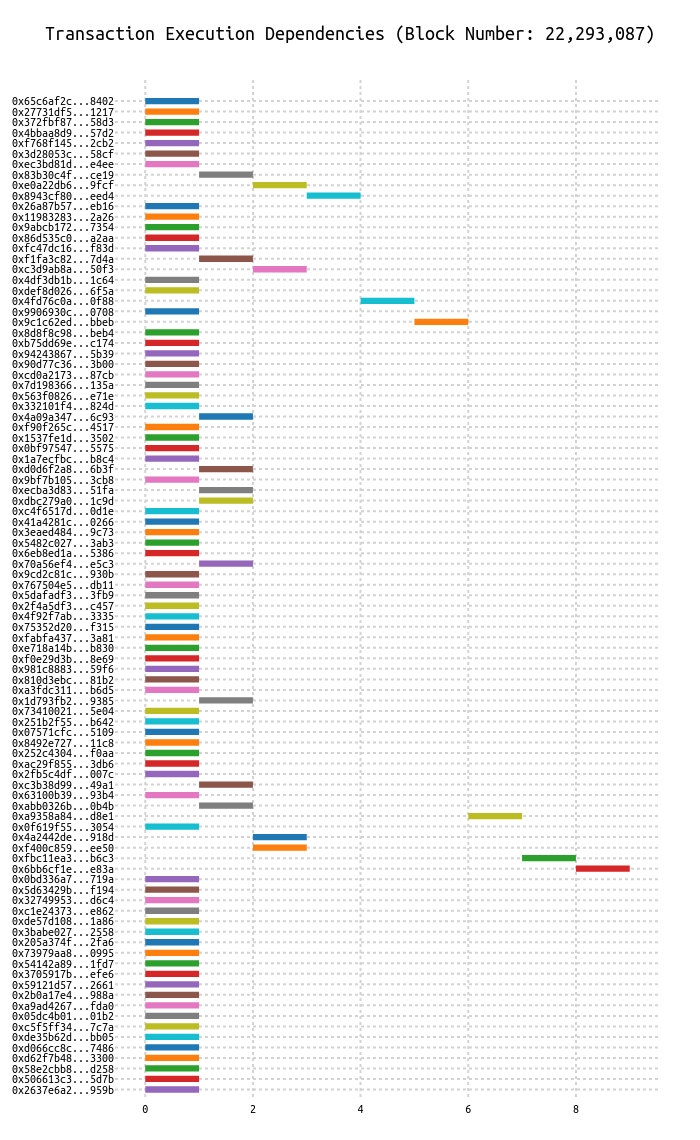 Transaction Execution Dependencies (Block Number: 22,293,087)
0x65c6af2c...8402
0x27731df5...1217
0x372fbf87...58d3
0x4bbaa8d9...57d2
0xf768f145...2cb2
0x3d28053c...58cf
0xec3bd81d...e4ee
0x83b30c4f...ce19
0xe0a22db6...9fcf
0x8943cf80...eed4
0x26a87b57...eb16
0x11983283...2a26
0x9abcb172...7354
0x86d535c0...a2aa
0xfc47dc16...f83d
0xf1fa3c82...7d4a
0xc3d9ab8a...50f3
0x4df3db1b...1c64
0xdef8d026...6f5a
0x4fd76c0a...0f88
0x9906930c...0708
0x9c1c62ed...bbeb
0x8d8f8c98...beb4
0xb75dd69e...c174
0x94243867...5b39
0x90d77c36...3b00
0xcd0a2173...87cb
0x7d198366...135a
0x563f0826...e71e
0x332101f4...824d
0x4a09a347...6c93
0xf90f265c...4517
0x1537fe1d...3502
0x0bf97547...5575
0x1a7ecfbc...b8c4
0xd0d6f2a8...6b3f
0x9bf7b105...3cb8
0xecba3d83...51fa
0xdbc279a0...1c9d
0xc4f6517d...0d1e
0x41a4281c...0266
0x3eaed484...9c73
0x5482c027...3ab3
0x6eb8ed1a...5386
0x70a56ef4...e5c3
0x9cd2c81c...930b
0x767504e5...db11
0x5dafadf3...3fb9
0x2f4a5df3...c457
0x4f92f7ab...3335
0x75352d20...f315
0xfabfa437...3a81
0xe718a14b...b830
0xf0e29d3b...8e69
0x981c8883...59f6
0x810d3ebc...81b2
0xa3fdc311...b6d5
0x1d793fb2...9385
0x73410021...5e04
0x251b2f55...b642
0x07571cfc...5109
0x8492e727...11c8
0x252c4304...f0aa
0xac29f855...3db6
0x2fb5c4df...007c
0xc3b38d99...49a1
0x63100b39...93b4
0xabb0326b...0b4b
0xa9358a84...d8e1
0x0f619f55...3054
0x4a2442de...918d
0xf400c859...ee50
0xfbc11ea3...b6c3
0x6bb6cf1e...e83a
0x0bd336a7...719a
0x5d63429b...f194
0x32749953...d6c4
0xc1e24373...e862
0xde57d108...1a86
0x3babe027...2558
0x205a374f...2fa6
0x73979aa8...0995
0x54142a89...1fd7
0x3705917b...efe6
0x59121d57...2661
0x2b0a17e4...988a
0xa9ad4267...fda0
0x05dc4b01...01b2
0xc5f5ff34...7c7a
0xde35b62d...bb05
0xd066cc8c...7486
0xd62f7b48...3300
0x58e2cbb8...d258
0x506613c3...5d7b
0x2637e6a2...959b
0 2 4 6 8